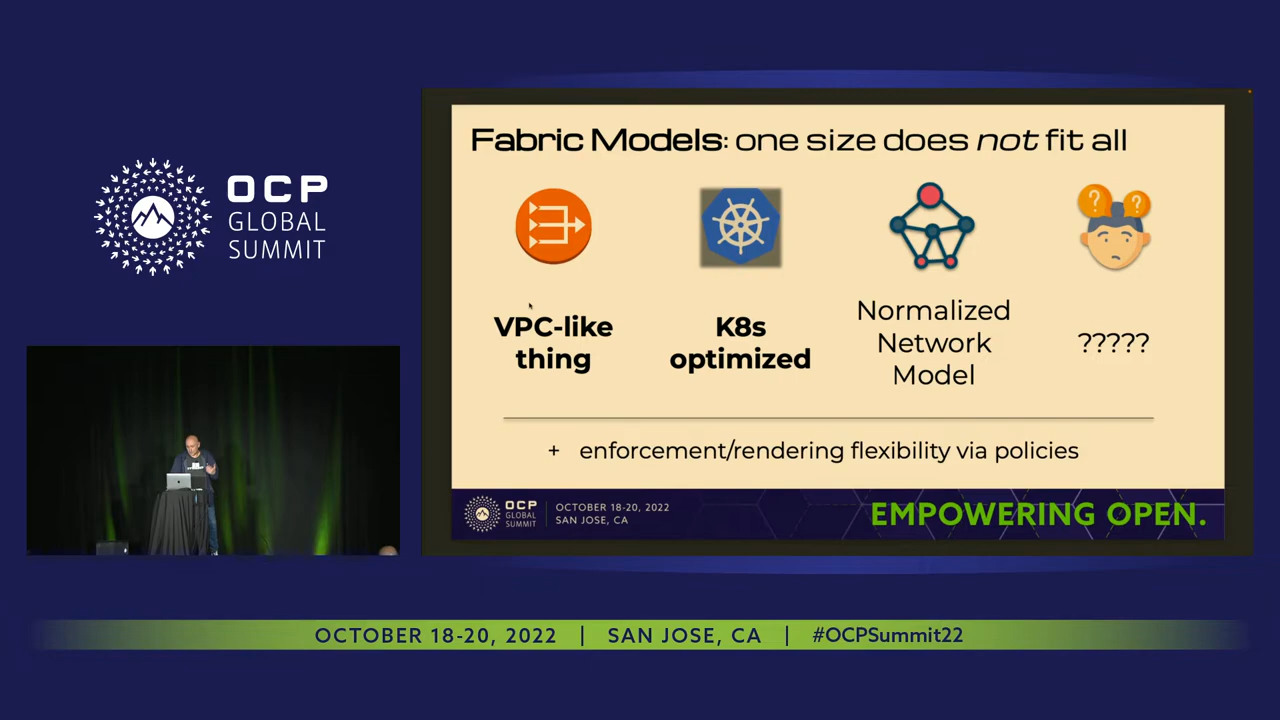 OCP
GLOBAL
SUMMIT
Fabric Models: one size does not fit all
? ?
VPC-like
thing
K8s
optimized
Normalized
Network
Model
?????
+ enforcement/rendering flexibility via policies
OCP
GLOBAL
SUMMIT
OCTOBER 18-20, 2022
SAN JOSE, CA
EMPOWERING OPEN.
OCTOBER 18-20, 2022 | SAN JOSE, CA | #OCPSummit22